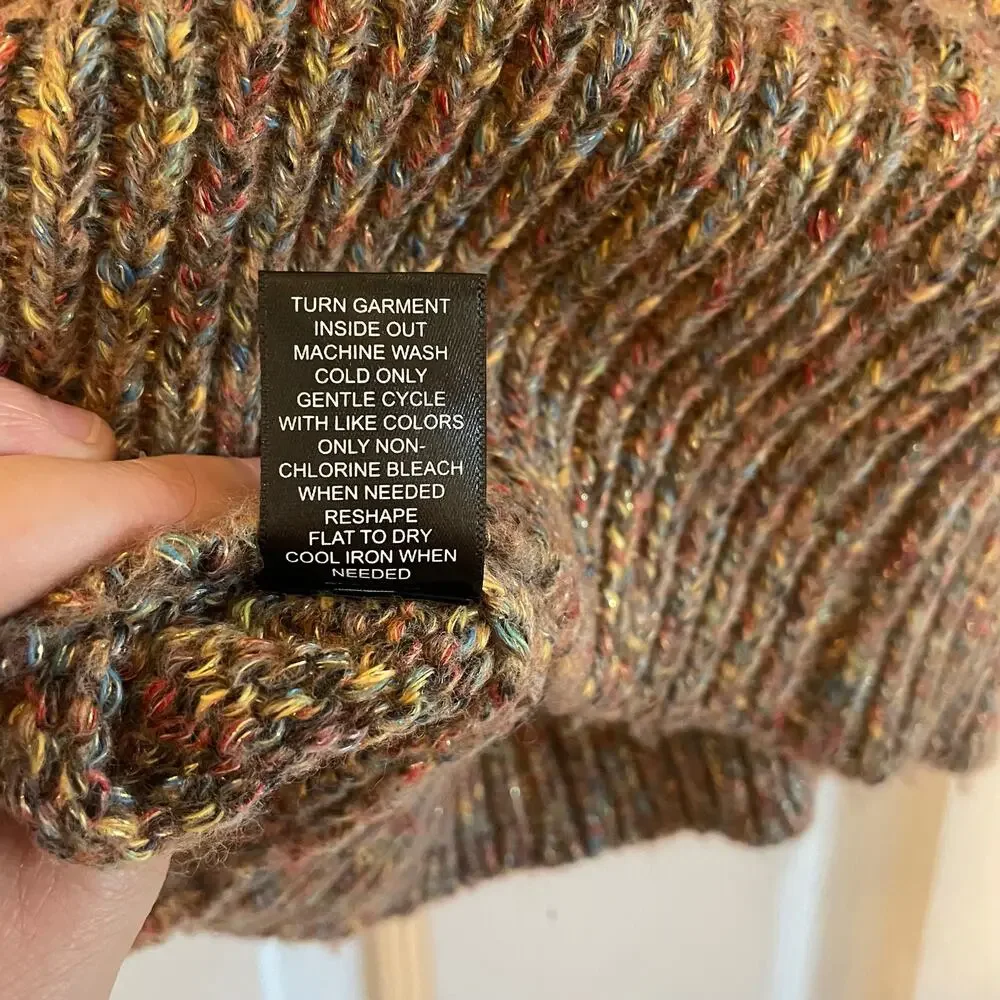 TURN GARMENT
INSIDE OUT
MACHINE WASH
COLD ONLY
GENTLE CYCLE
WITH LIKE COLORS
ONLY NON-
CHLORINE BLEACH
WHEN NEEDED
RESHAPE
FLAT TO DRY
COOL IRON WHEN
NEEDED